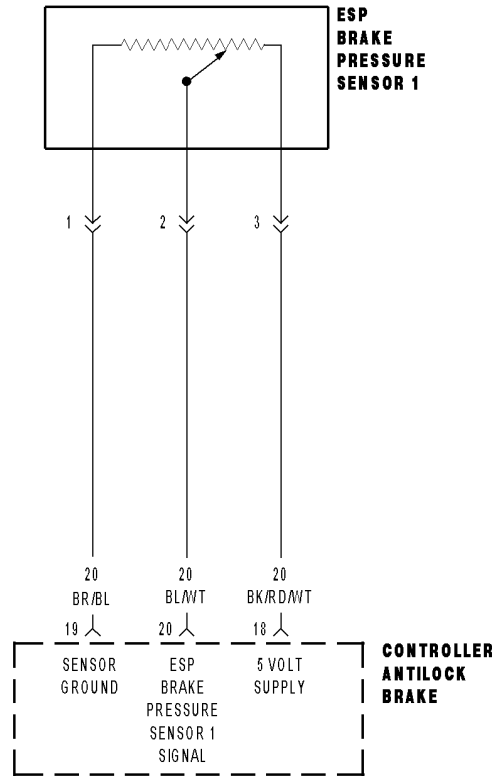 ESP
BRAKE
PRESSURE
SENSOR 1
1 2 3
20 20 20
BR/BL BL/WT BK/RD/WT
19 20 18
SENSOR
GROUND
ESP
BRAKE
PRESSURE
SENSOR 1
SIGNAL
5 VOLT
SUPPLY
CONTROLLER
ANTILOCK
BRAKE